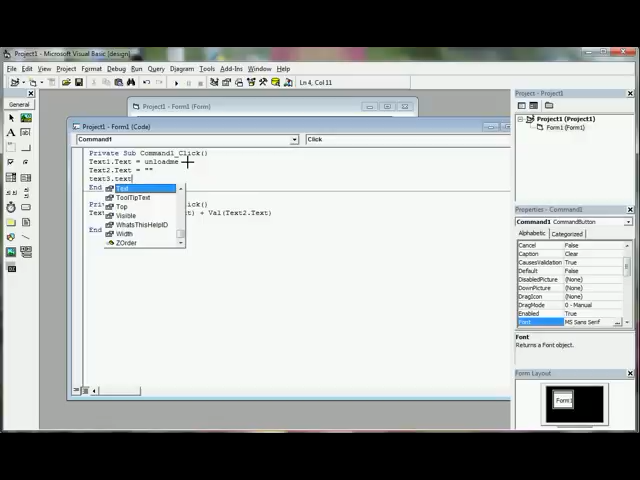 Project1 - Microsoft Visual Basic [design]
File Edit View Project Format Debug Run Query Diagram Tools Add-Ins Window Help
Ln 4, Col 11
General
Project1 - Form1 (Form)
Project1 - Form1 (Code)
Command1
Click
Private Sub Command1_Click()
Text1.Text = unloadme
Text2.Text = ""
text3.text
End
Text
ToolTipText
Top
Visible
WhatsThisHelpID
Width
ZOrder
Click()
+ Val(Text2.Text)
End
Project - Project1
Project1 (Project1)
Form1 (Form1)
Properties - Command1
Command1 CommandButton
Alphabetic Categorized
Cancel False
Caption Clear
CausesValidation True
Default False
DisabledPicture (None)
DownPicture (None)
DragIcon (None)
DragMode 0 - Manual
Enabled True
Font MS Sans Serif ...
Font
Returns a Font object.
Form Layout
Form1